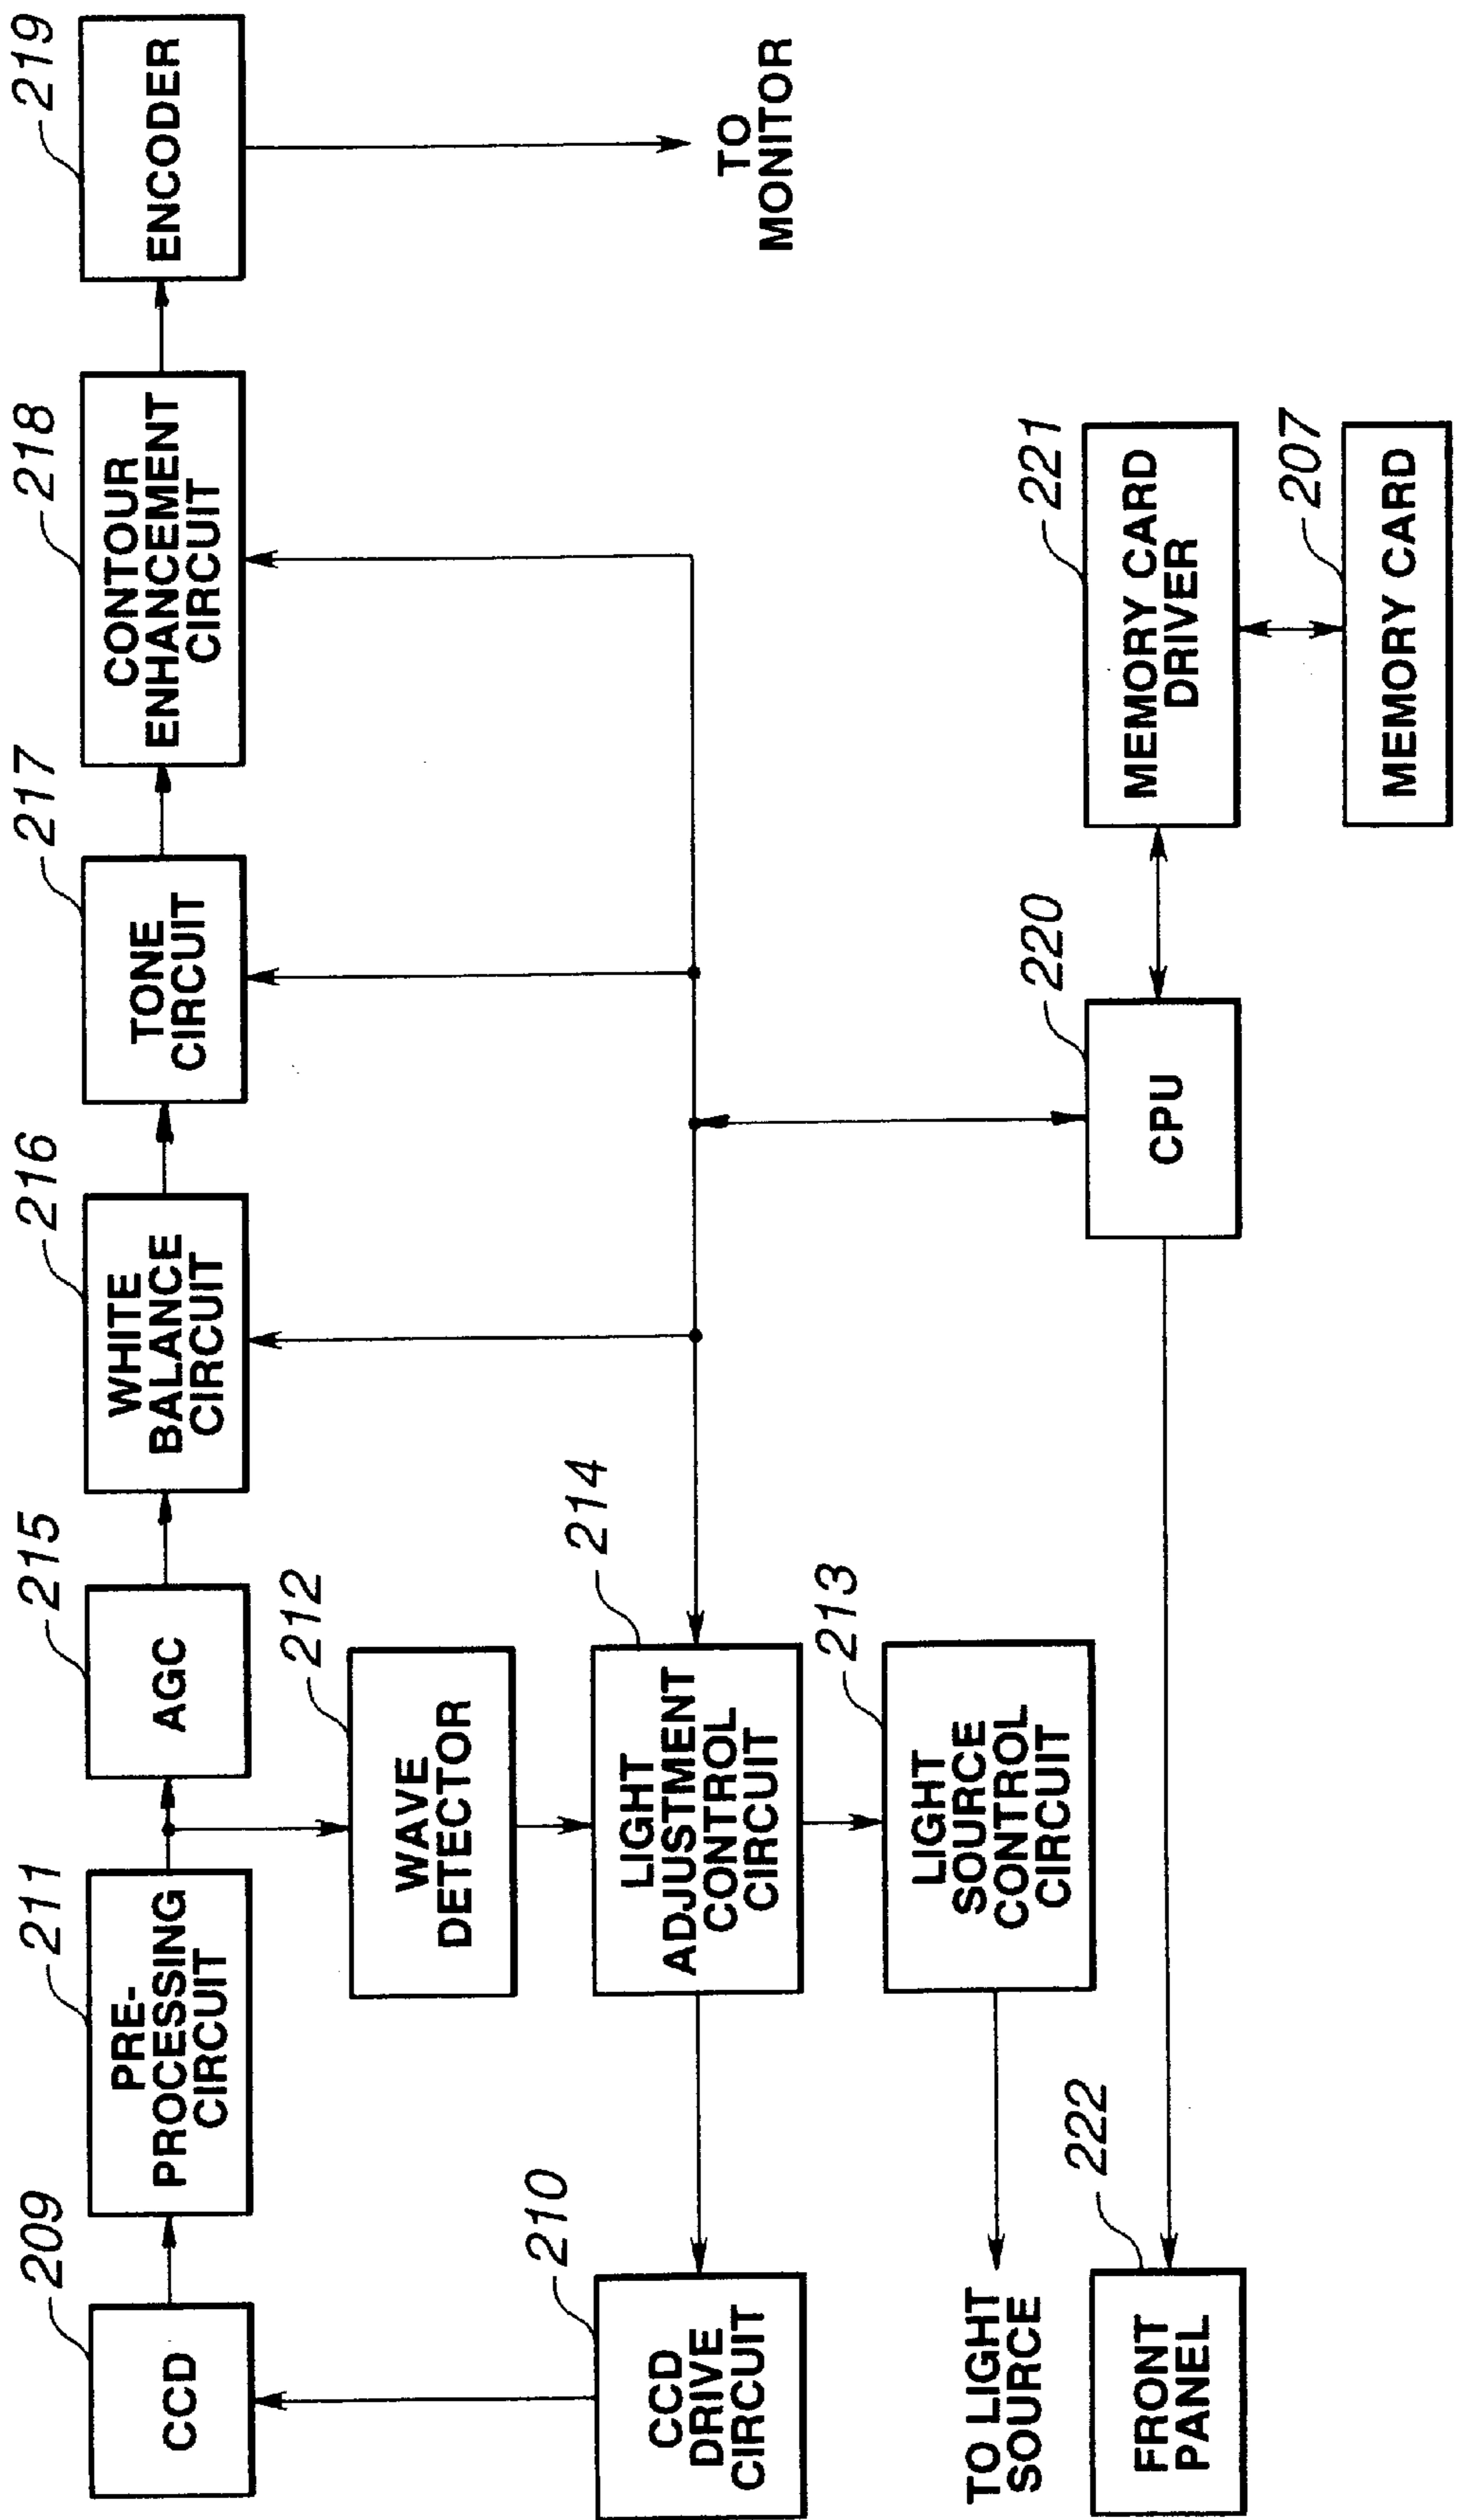 209
CCD
211
PRE-
PROCESSING
CIRCUIT
215
AGC
216
WHITE
BALANCE
CIRCUIT
217
TONE
CIRCUIT
218
CONTOUR
ENHANCEMENT
CIRCUIT
219
ENCODER
212
WAVE
DETECTOR
TO
MONITOR
210
CCD
DRIVE
CIRCUIT
214
LIGHT
ADJUSTMENT
CONTROL
CIRCUIT
213
LIGHT
SOURCE
CONTROL
CIRCUIT
TO LIGHT
SOURCE
222
FRONT
PANEL
220
CPU
221
MEMORY CARD
DRIVER
207
MEMORY CARD